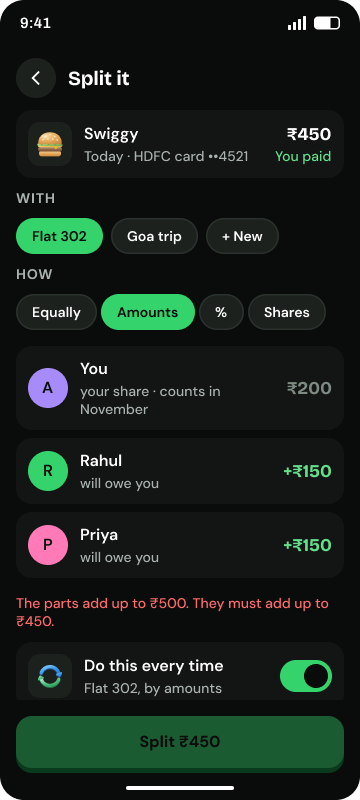 9:41
Split it
Swiggy
₹450
Today · HDFC card ••4521
You paid
WITH
Flat 302
Goa trip
+ New
HOW
Equally
Amounts
%
Shares
A
You
your share · counts in
November
₹200
R
Rahul
will owe you
+₹150
P
Priya
will owe you
+₹150
The parts add up to ₹500. They must add up to
₹450.
Do this every time
Flat 302, by amounts
Split ₹450